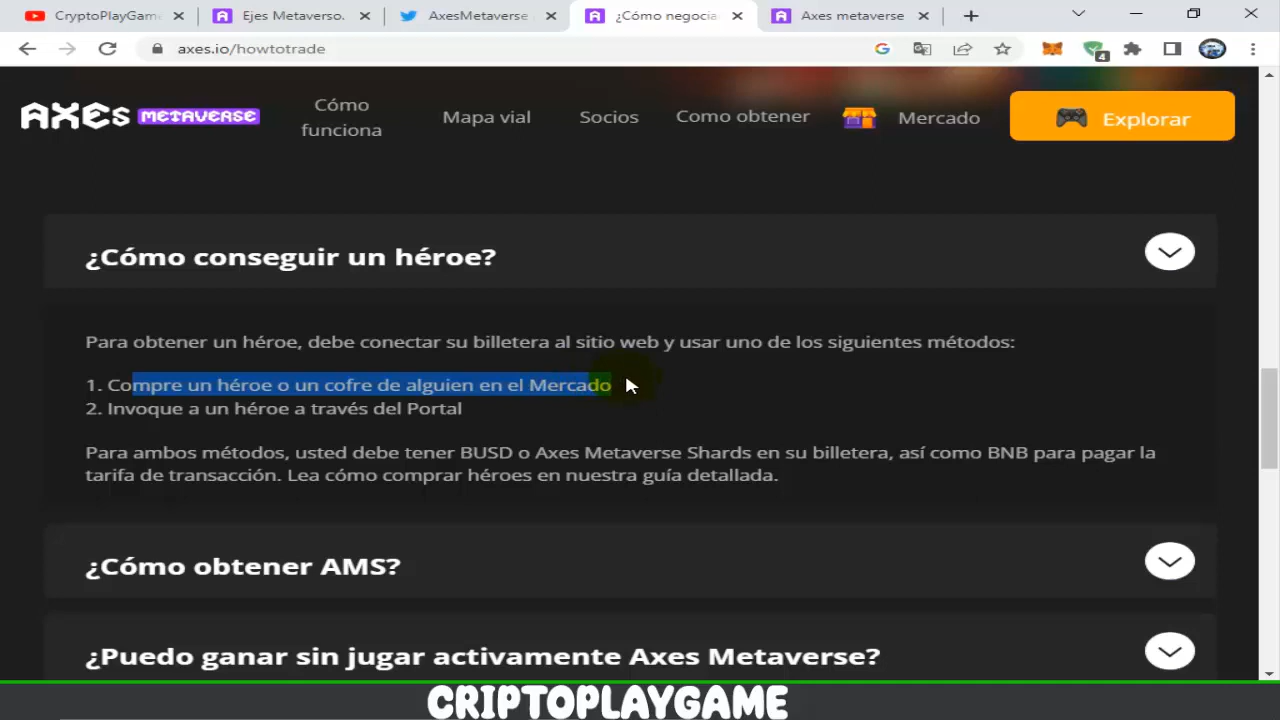 CryptoPlayGame
Ejes Metaverso.
AxesMetaverse
¿Cómo negocia
Axes metaverse
axes.io/howtotrade
4
AXEs METAVERSE
Cómo
funciona
Mapa vial
Socios
Como obtener
Mercado
Explorar
¿Cómo conseguir un héroe?
Para obtener un héroe, debe conectar su billetera al sitio web y usar uno de los siguientes métodos:
1. Compre un héroe o un cofre de alguien en el Mercado
2. Invoque a un héroe a través del Portal
Para ambos métodos, usted debe tener BUSD o Axes Metaverse Shards en su billetera, así como BNB para pagar la
tarifa de transacción. Lea cómo comprar héroes en nuestra guía detallada.
¿Cómo obtener AMS?
¿Puedo ganar sin jugar activamente Axes Metaverse?
CRIPTOPLAYGAME